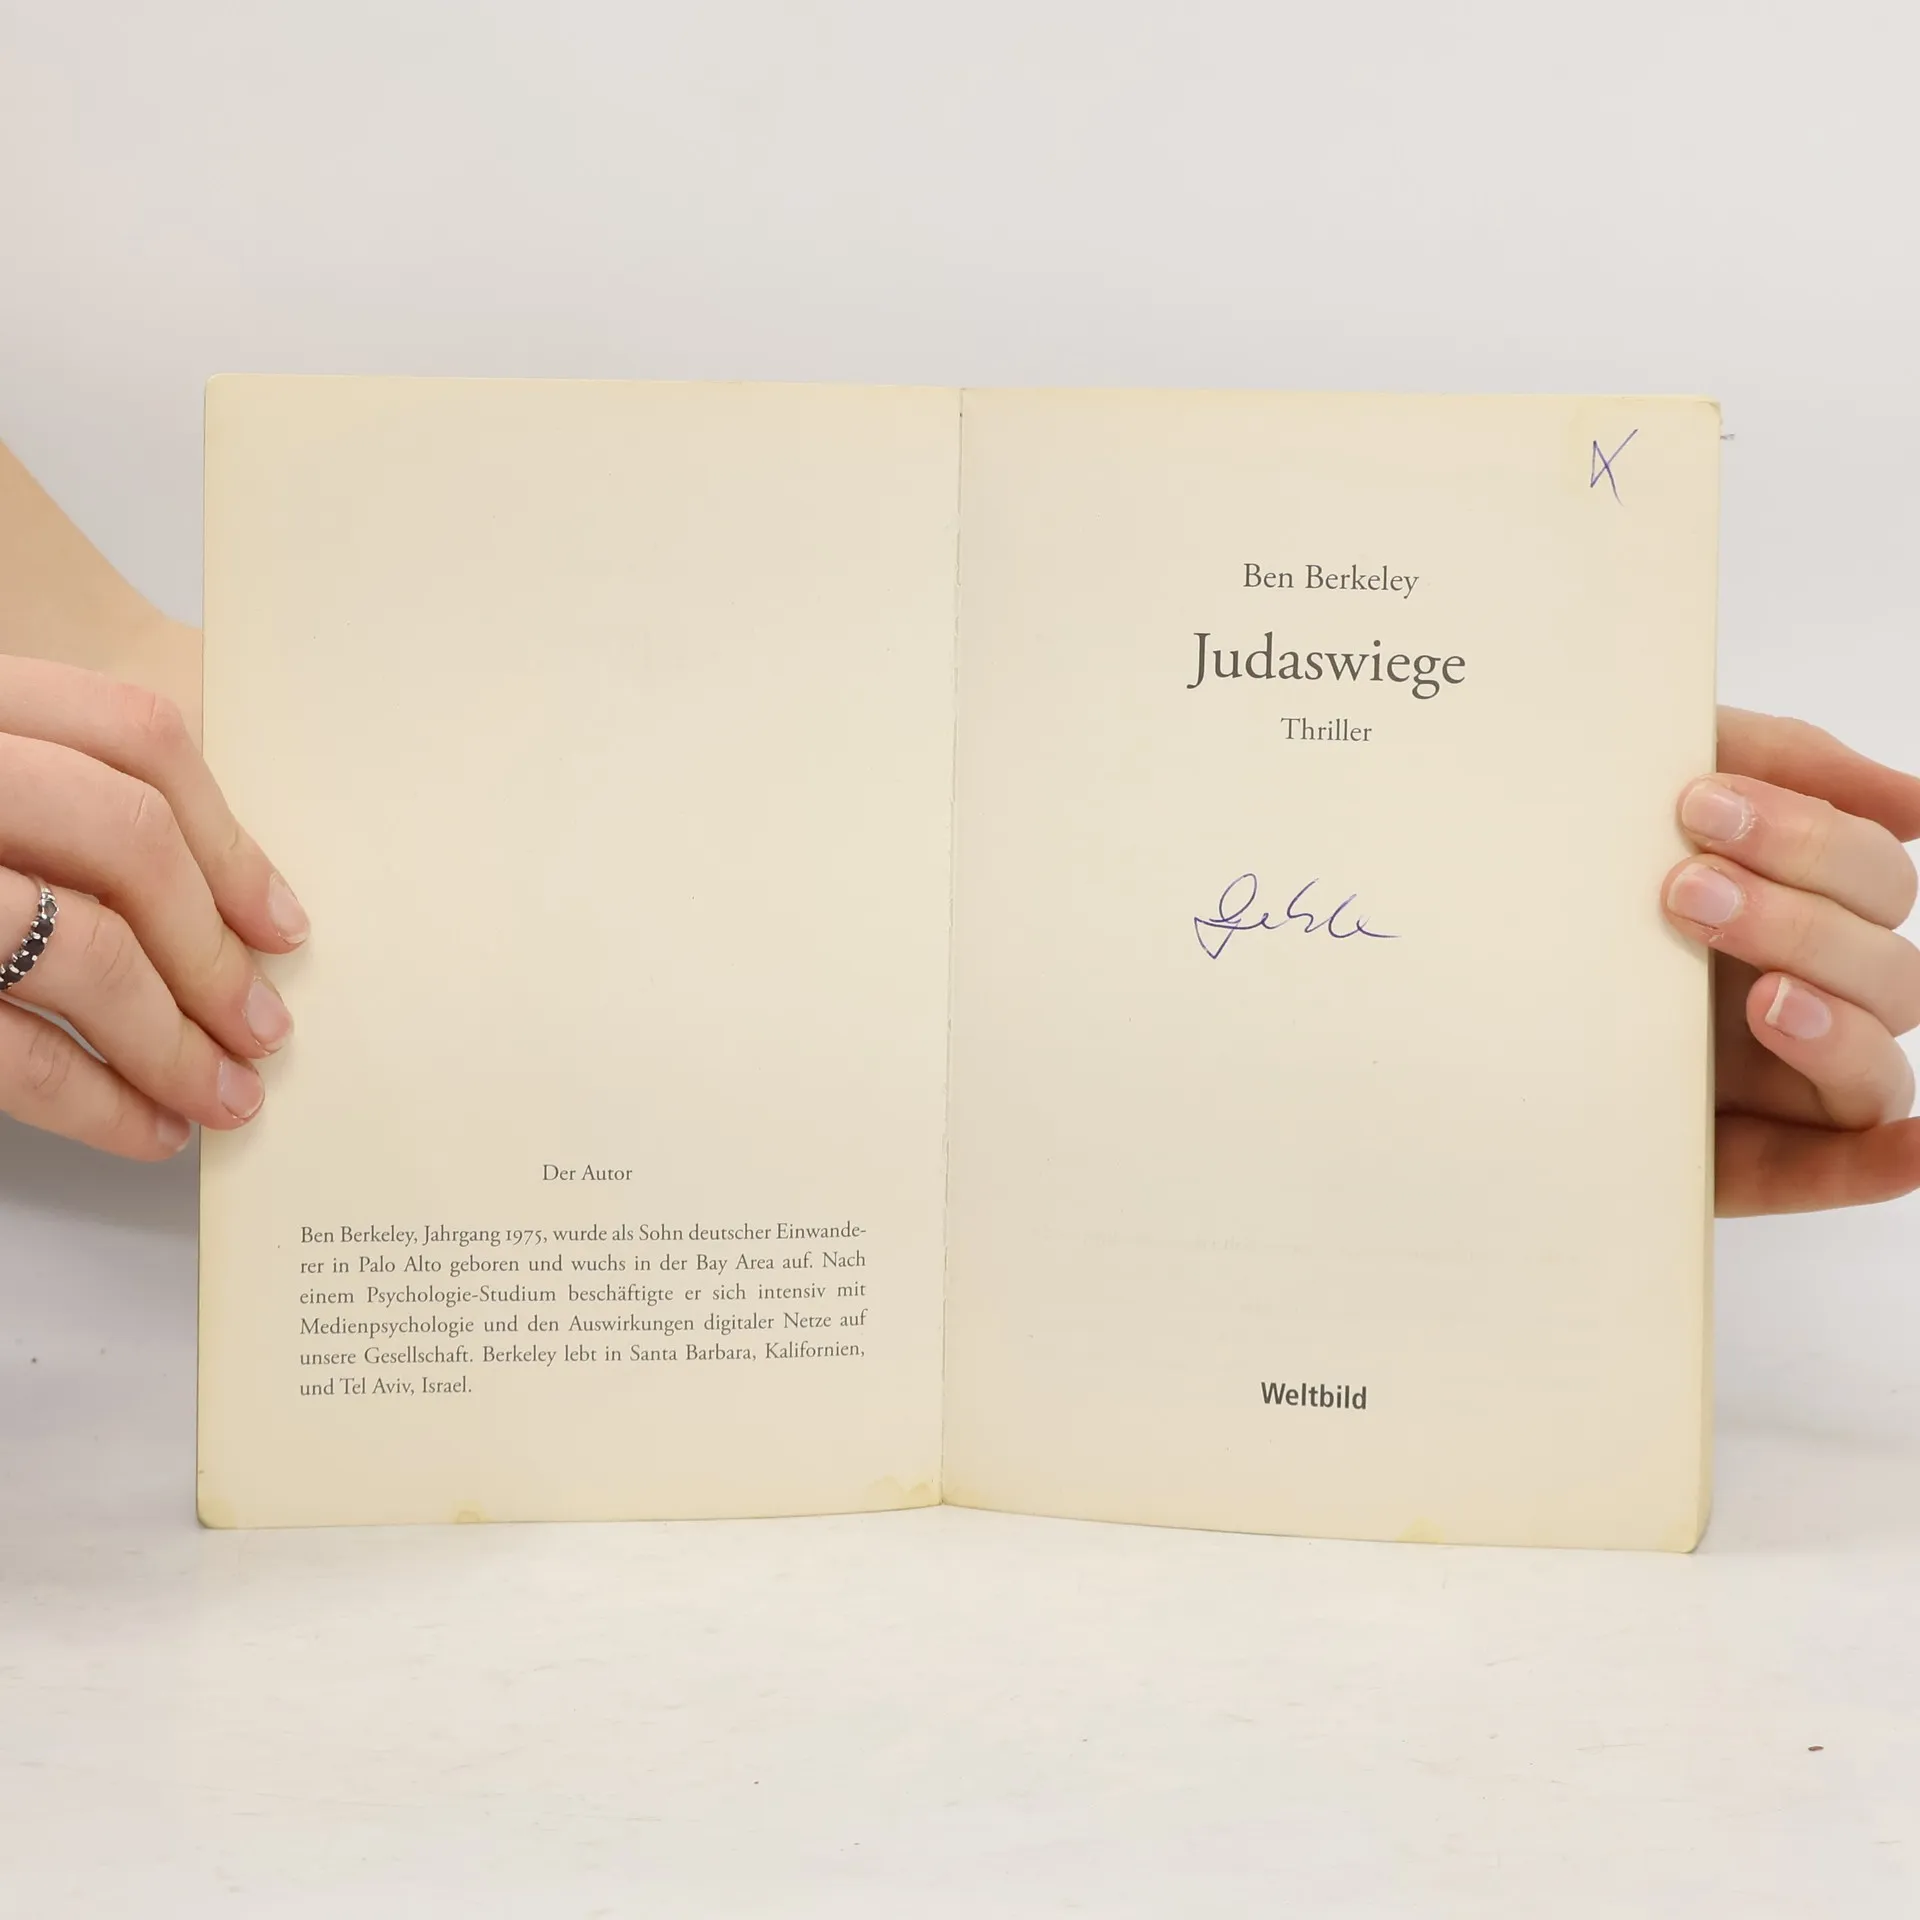 Der Autor
Ben Berkeley, Jahrgang 1975, wurde als Sohn deutscher Einwande-
rer in Palo Alto geboren und wuchs in der Bay Area auf. Nach
einem Psychologie-Studium beschäftigte er sich intensiv mit
Medienpsychologie und den Auswirkungen digitaler Netze auf
unsere Gesellschaft. Berkeley lebt in Santa Barbara, Kalifornien,
und Tel Aviv, Israel.
Ben Berkeley
Judaswiege
Thriller
Weltbild